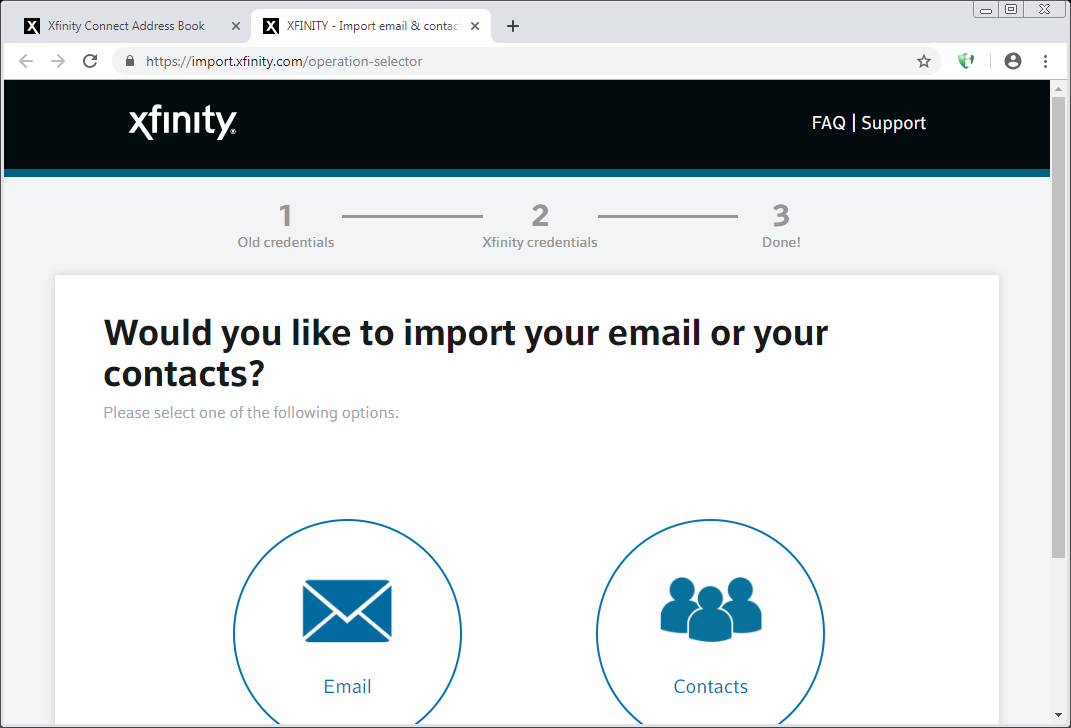 Xfinity Connect Address Book
XFINITY - Import email & contact
https://import.xfinity.com/operation-selector
xfinity
FAQ | Support
1 2 3
Old credentials Xfinity credentials Done!
Would you like to import your email or your
contacts?
Please select one of the following options:
Email Contacts